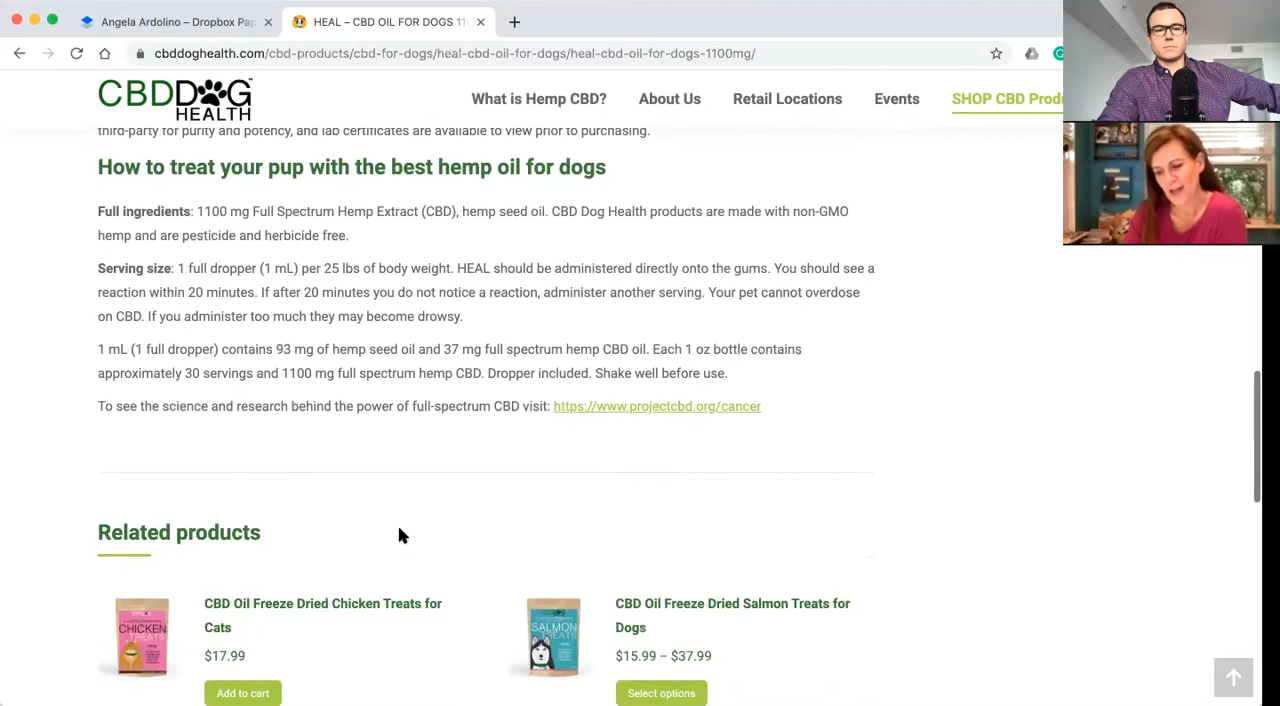 Angela Ardolino – Dropbox Pap
HEAL – CBD OIL FOR DOGS 11
cbddoghealth.com/cbd-products/cbd-for-dogs/heal-cbd-oil-for-dogs/heal-cbd-oil-for-dogs-1100mg/
CBD DOG
HEALTH
What is Hemp CBD?
About Us
Retail Locations
Events
SHOP CBD Produ
third-party for purity and potency, and lab certificates are available to view prior to purchasing.
How to treat your pup with the best hemp oil for dogs
Full ingredients: 1100 mg Full Spectrum Hemp Extract (CBD), hemp seed oil. CBD Dog Health products are made with non-GMO
hemp and are pesticide and herbicide free.
Serving size: 1 full dropper (1 mL) per 25 lbs of body weight. HEAL should be administered directly onto the gums. You should see a
reaction within 20 minutes. If after 20 minutes you do not notice a reaction, administer another serving. Your pet cannot overdose
on CBD. If you administer too much they may become drowsy.
1 mL (1 full dropper) contains 93 mg of hemp seed oil and 37 mg full spectrum hemp CBD oil. Each 1 oz bottle contains
approximately 30 servings and 1100 mg full spectrum hemp CBD. Dropper included. Shake well before use.
To see the science and research behind the power of full-spectrum CBD visit: https://www.projectcbd.org/cancer
Related products
CHICKEN
TREATS
CBD Oil Freeze Dried Chicken Treats for
Cats
$17.99
Add to cart
SALMON
TREATS
CBD Oil Freeze Dried Salmon Treats for
Dogs
$15.99 – $37.99
Select options